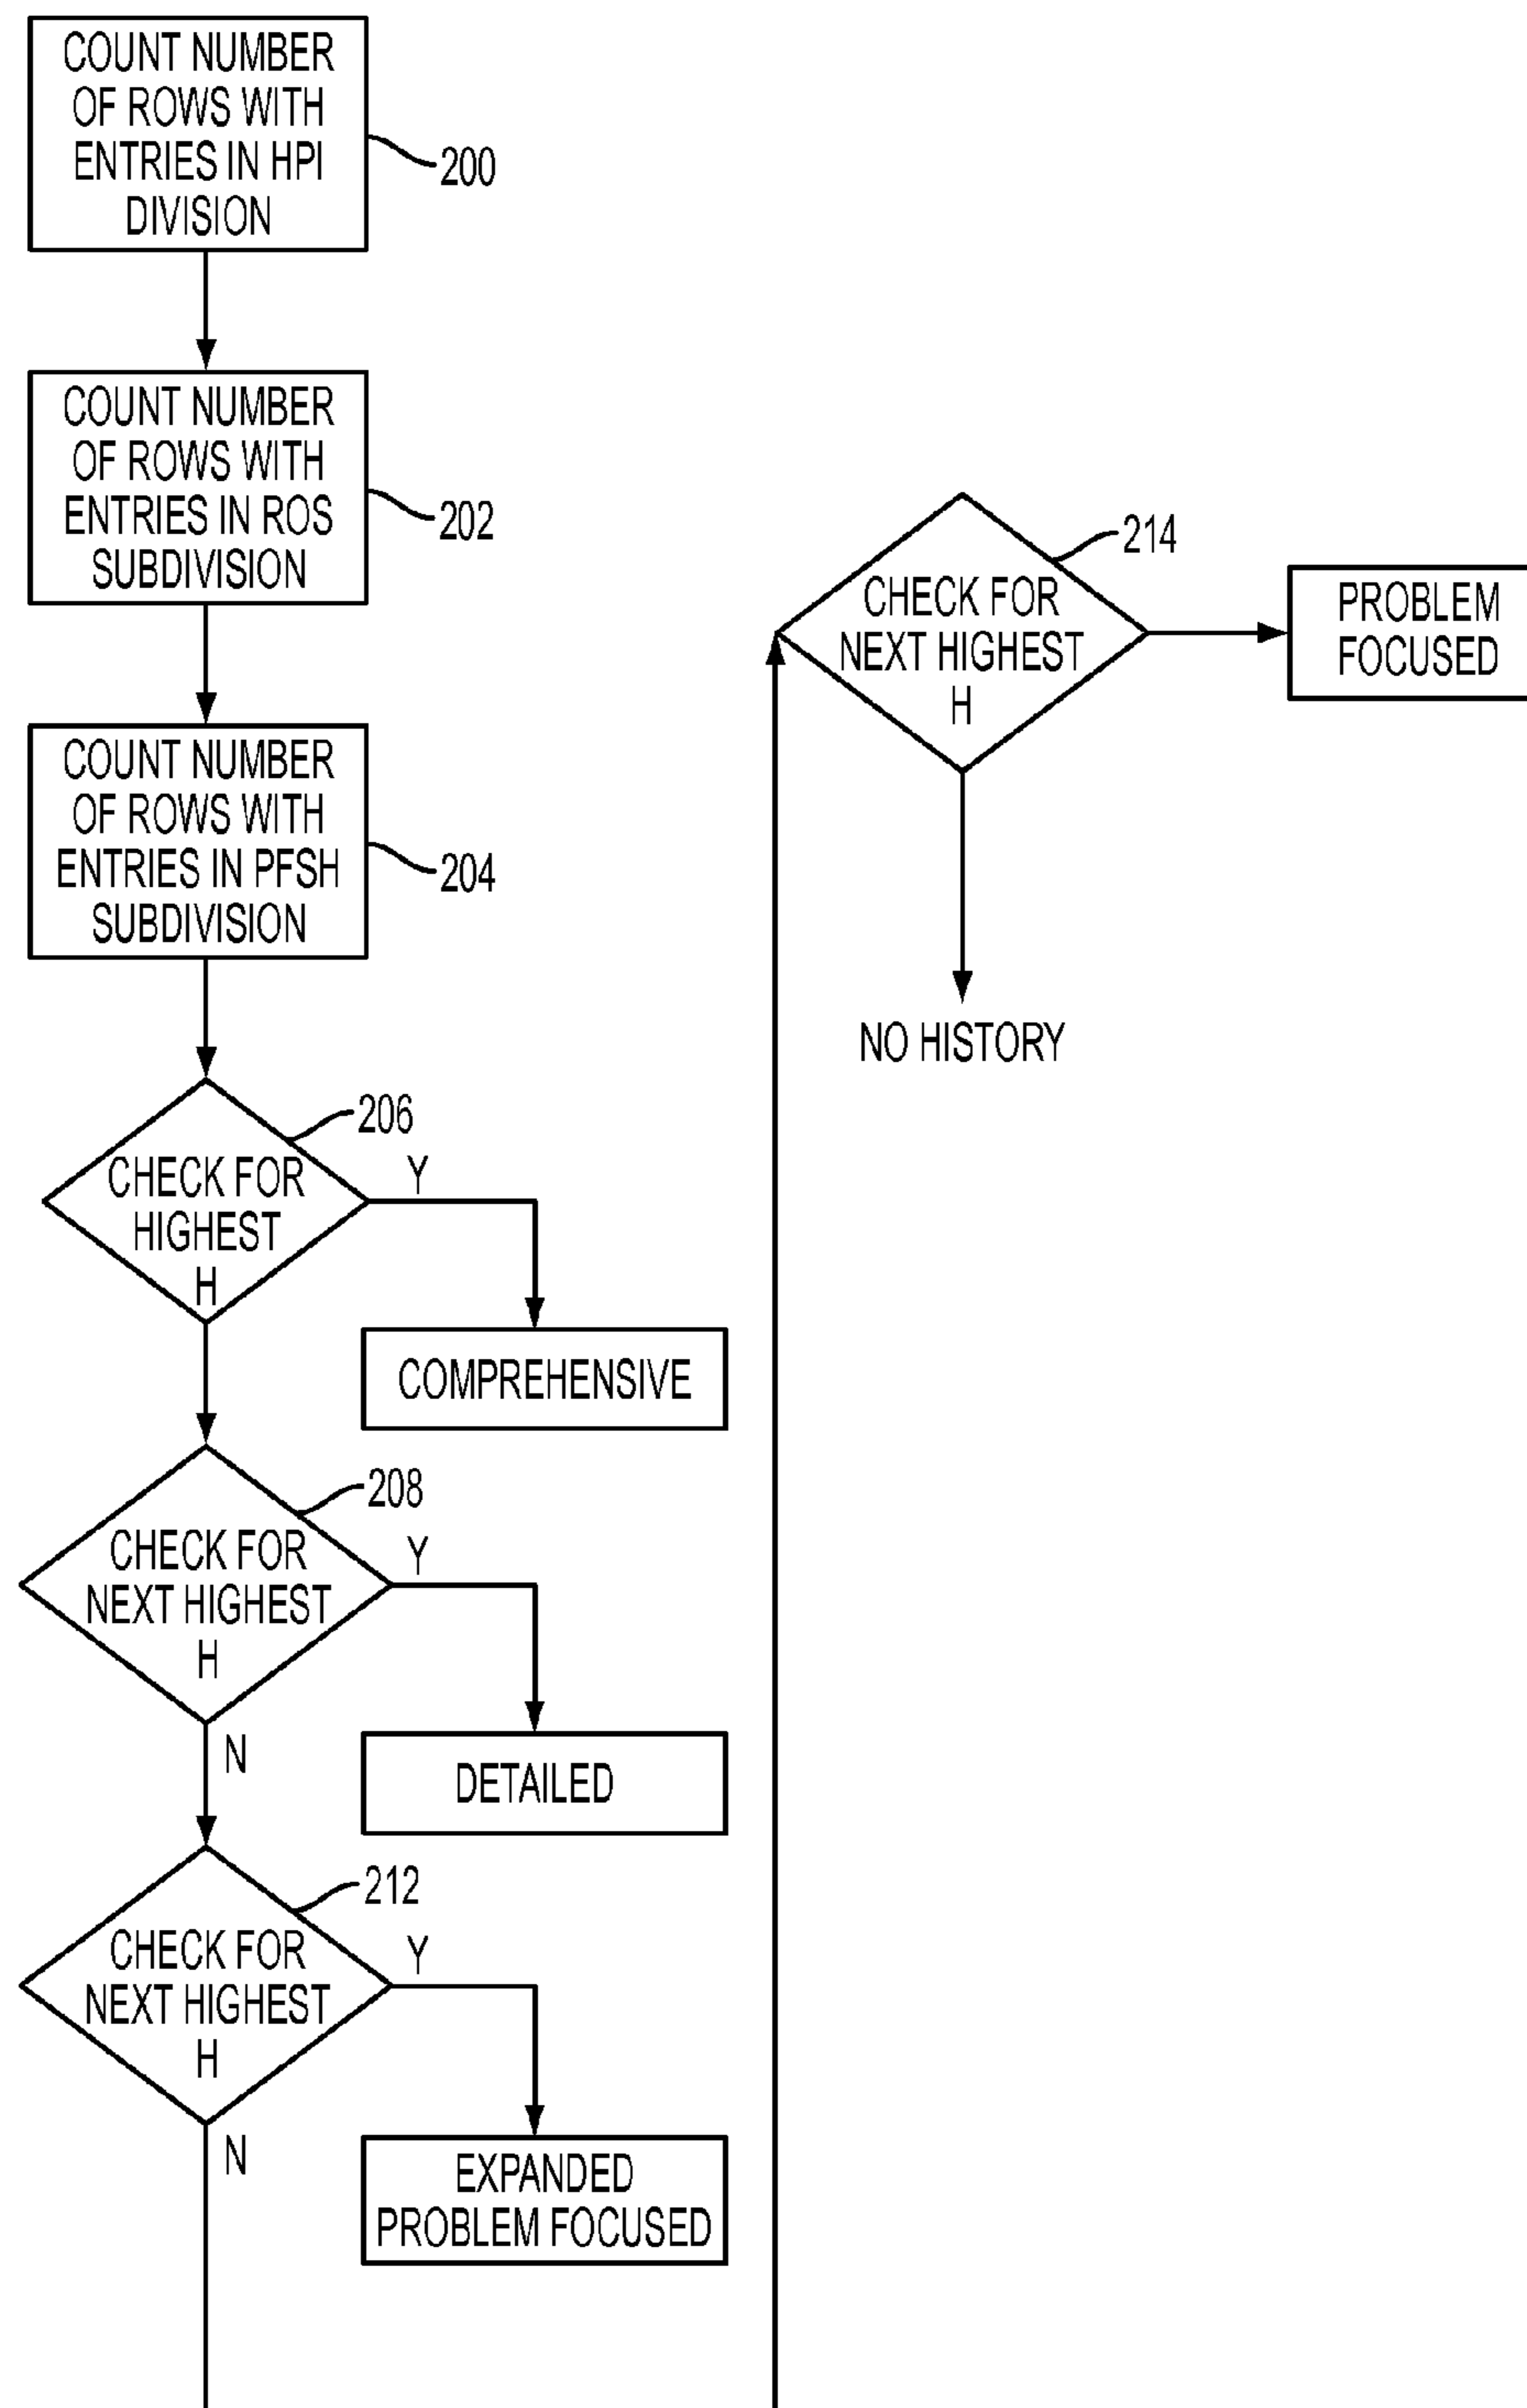 COUNT NUMBER
OF ROWS WITH
ENTRIES IN HPI
DIVISION
200
COUNT NUMBER
OF ROWS WITH
ENTRIES IN ROS
SUBDIVISION
202
COUNT NUMBER
OF ROWS WITH
ENTRIES IN PFSH
SUBDIVISION
204
206
CHECK FOR
HIGHEST
H
Y
COMPREHENSIVE
208
CHECK FOR
NEXT HIGHEST
H
Y
N
DETAILED
212
CHECK FOR
NEXT HIGHEST
H
Y
N
EXPANDED
PROBLEM FOCUSED
214
CHECK FOR
NEXT HIGHEST
H
PROBLEM
FOCUSED
NO HISTORY